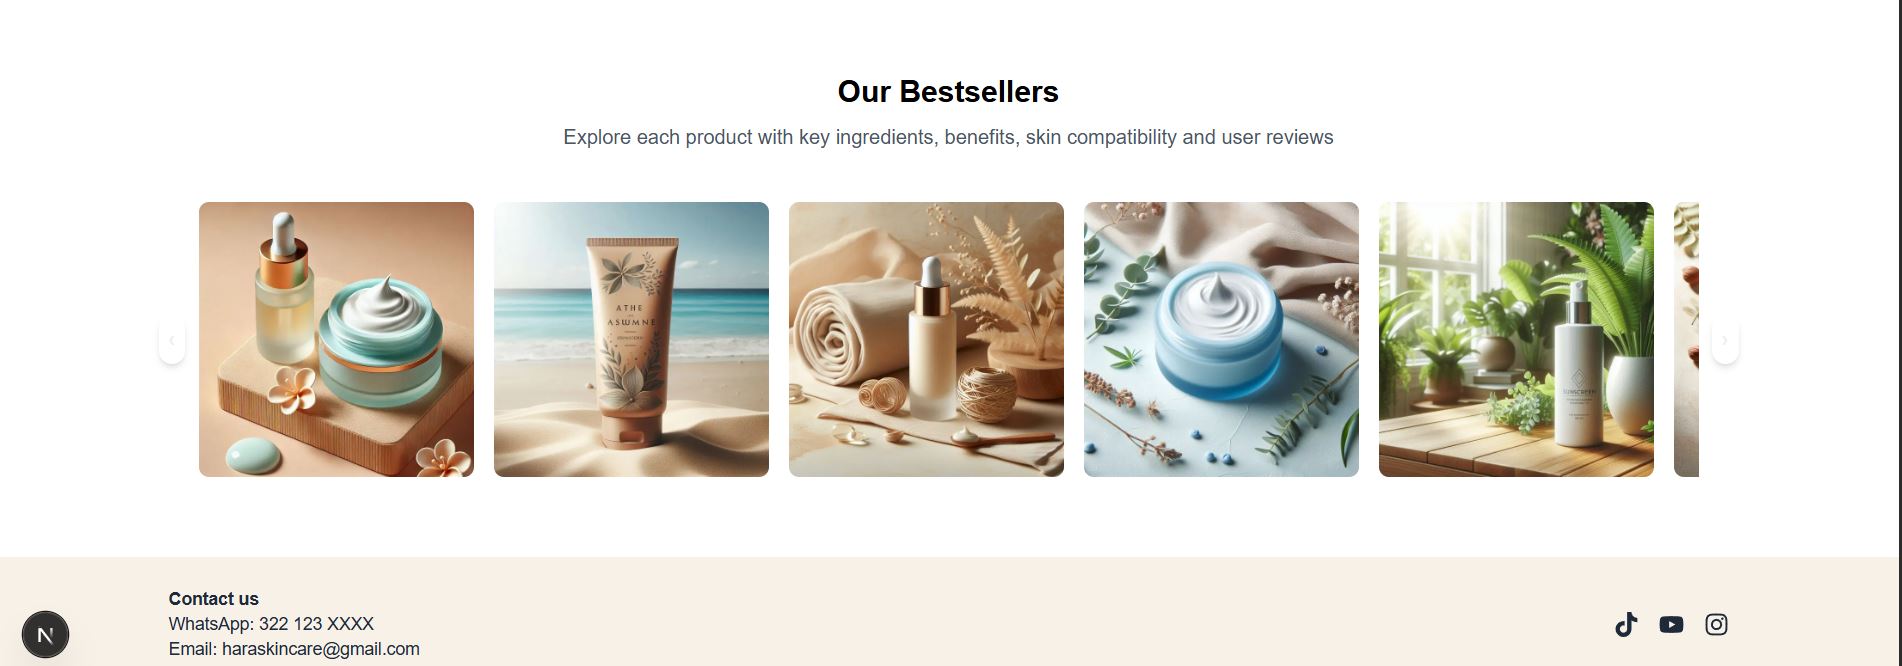 Our Bestsellers
Explore each product with key ingredients, benefits, skin compatibility and user reviews
ATHE
ASUUMNE
‹
›
SUNSCREEN
Contact us
WhatsApp: 322 123 XXXX
Email: haraskincare@gmail.com
N